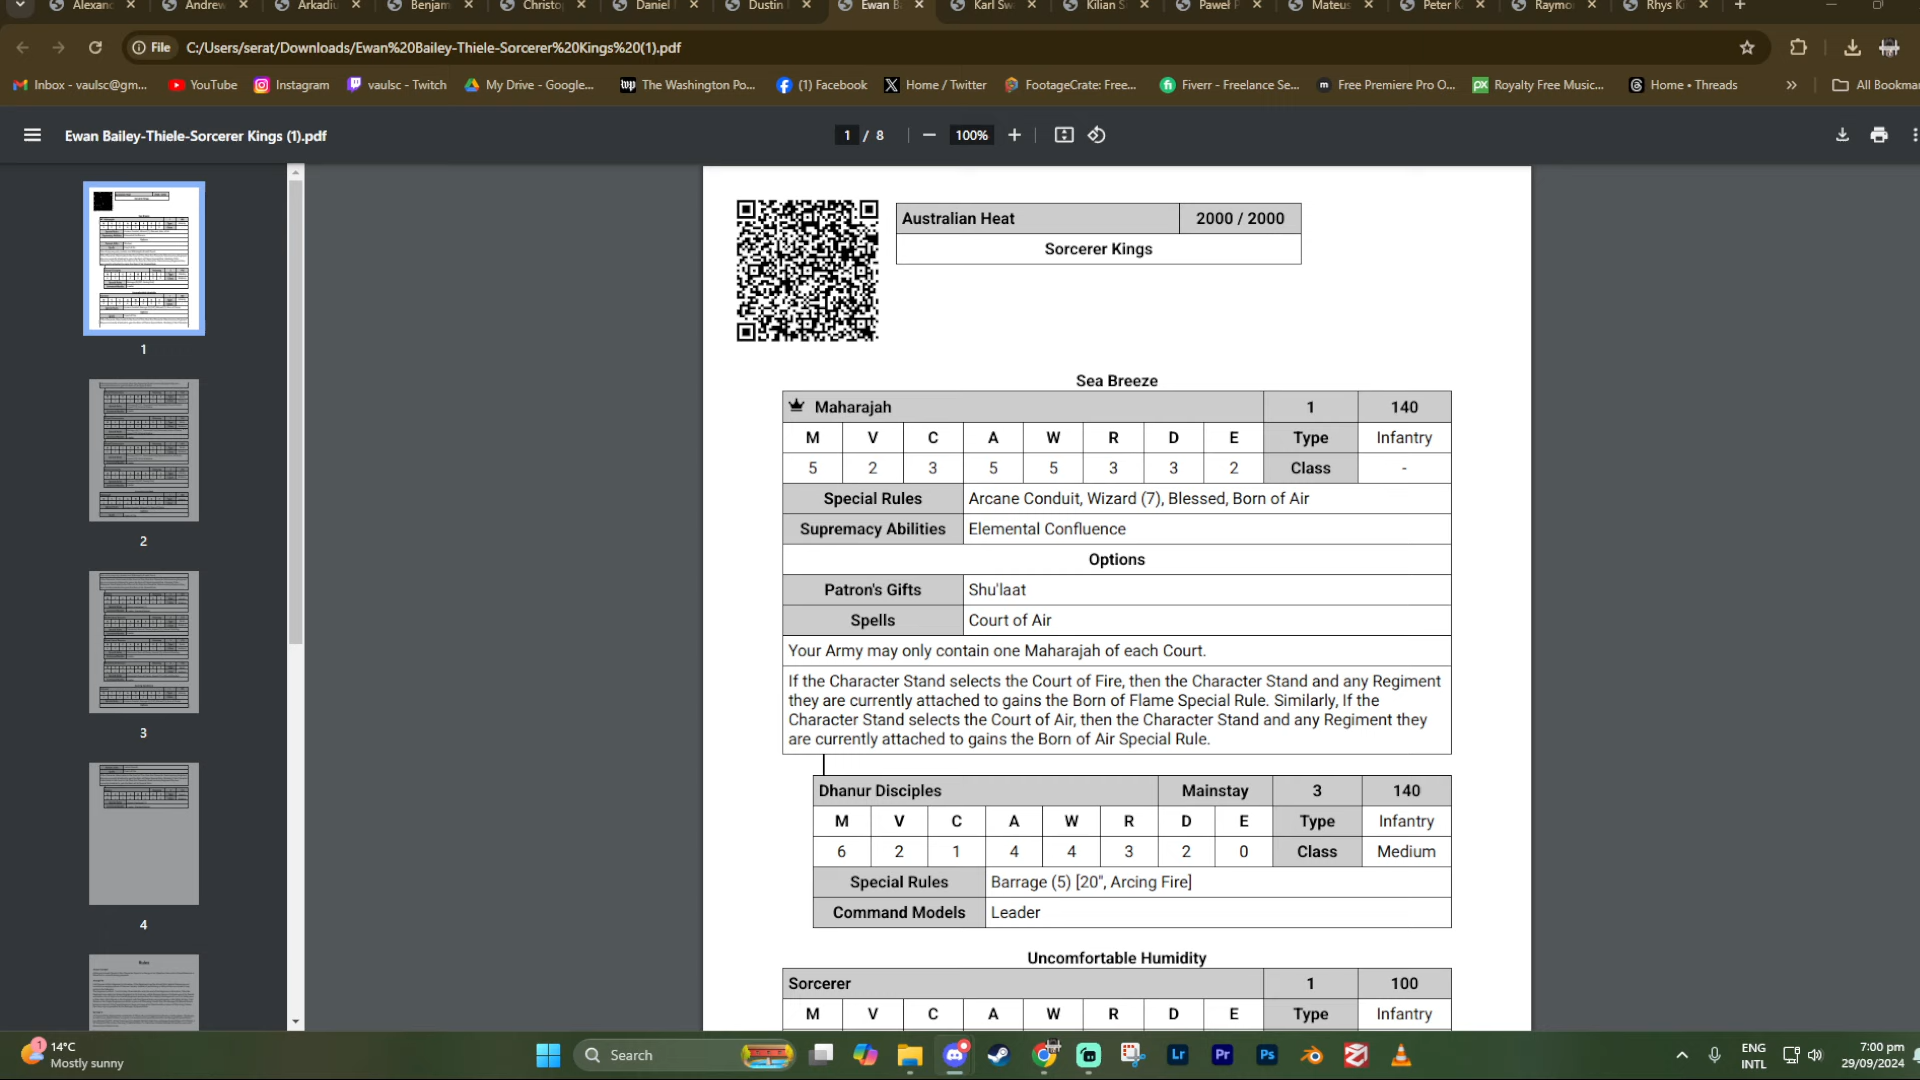 Alexand
Andrew
Arkadiu
Benjam
Christop
Daniel
Dustin
Ewan B
Karl Sw
Kilian S
Paweł P
Mateus
Peter K
Raymo
Rhys Ki
File
C:/Users/serat/Downloads/Ewan%20Bailey-Thiele-Sorcerer%20Kings%20(1).pdf
Inbox - vaulsc@gm...
YouTube
Instagram
vaulsc - Twitch
My Drive - Google...
The Washington Po...
(1) Facebook
Home / Twitter
FootageCrate: Free...
Fiverr - Freelance Se...
Free Premiere Pro O...
Royalty Free Music...
Home • Threads
All Bookma
Ewan Bailey-Thiele-Sorcerer Kings (1).pdf
1 / 8
100%
1
2
3
4
Australian Heat 2000 / 2000
Sorcerer Kings
Sea Breeze
Maharajah 1 140
M V C A W R D E Type Infantry
5 2 3 5 5 3 3 2 Class -
Special Rules Arcane Conduit, Wizard (7), Blessed, Born of Air
Supremacy Abilities Elemental Confluence
Options
Patron's Gifts Shu'laat
Spells Court of Air
Your Army may only contain one Maharajah of each Court.
If the Character Stand selects the Court of Fire, then the Character Stand and any Regiment
they are currently attached to gains the Born of Flame Special Rule. Similarly, If the
Character Stand selects the Court of Air, then the Character Stand and any Regiment they
are currently attached to gains the Born of Air Special Rule.
Dhanur Disciples Mainstay 3 140
M V C A W R D E Type Infantry
6 2 1 4 4 3 2 0 Class Medium
Special Rules Barrage (5) [20", Arcing Fire]
Command Models Leader
Uncomfortable Humidity
Sorcerer 1 100
M V C A W R D E Type Infantry
1
14°C
Mostly sunny
Search
Lr
Pr
Ps
ENG
INTL
7:00 pm
29/09/2024